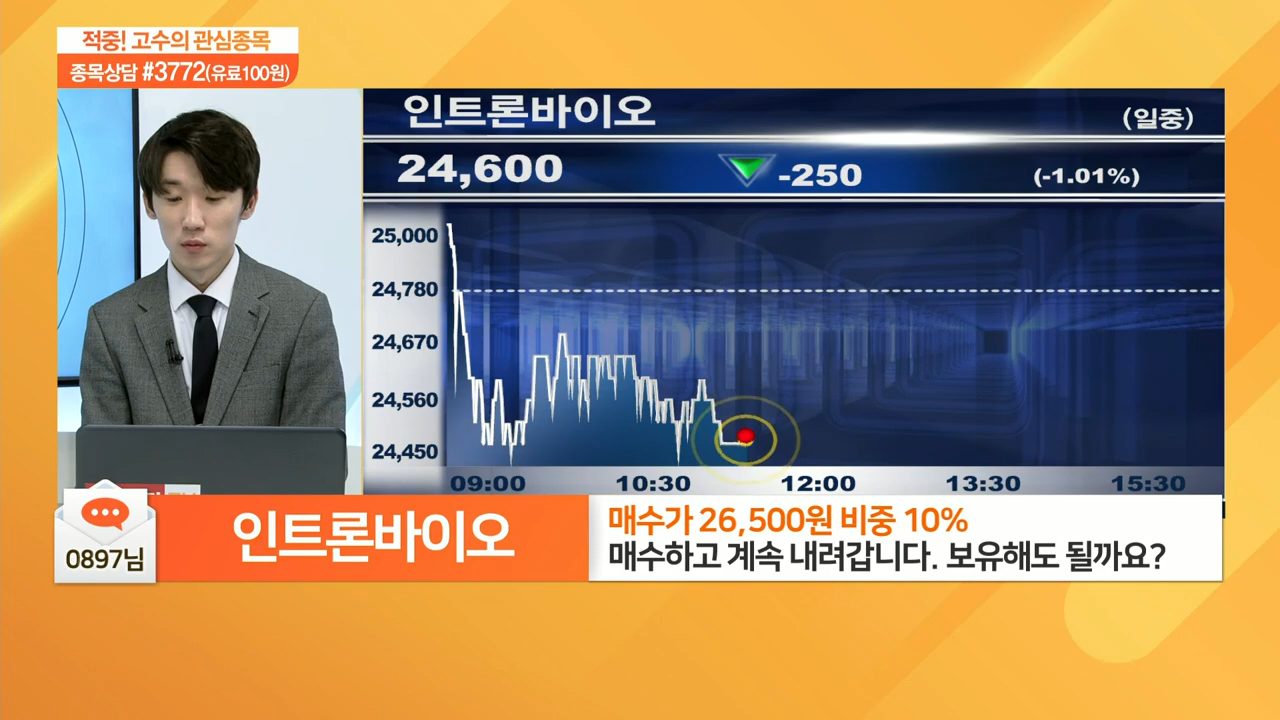 적중! 고수의 관심종목
종목상담 #3772(유료100원)
인트론바이오
(일중)
24,600
-250
(-1.01%)
25,000
24,780
24,670
24,560
24,450
09:00
10:30
12:00
13:30
15:30
0897님
인트론바이오
매수가 26,500원 비중 10%
매수하고 계속 내려갑니다. 보유해도 될까요?